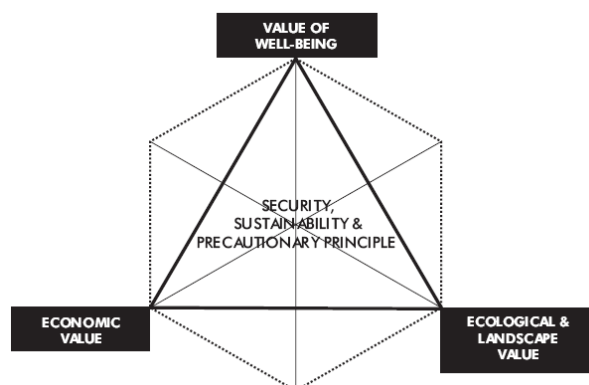 VALUE OF
WELL-BEING
SECURITY,
SUSTAINABILITY &
PRECAUTIONARY PRINCIPLE
ECONOMIC
VALUE
ECOLOGICAL &
LANDSCAPE
VALUE